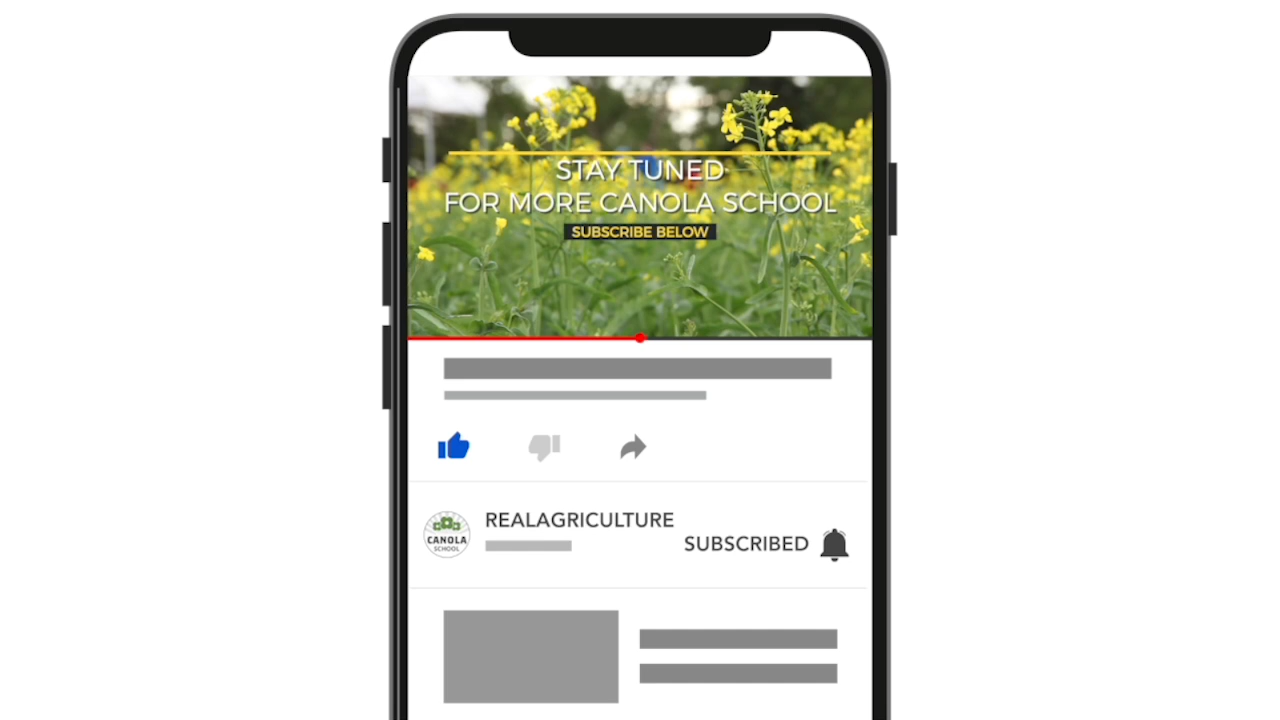 STAY TUNED
FOR MORE CANOLA SCHOOL
SUBSCRIBE BELOW
REALAGRICULTURE
CANOLA
SCHOOL
SUBSCRIBED